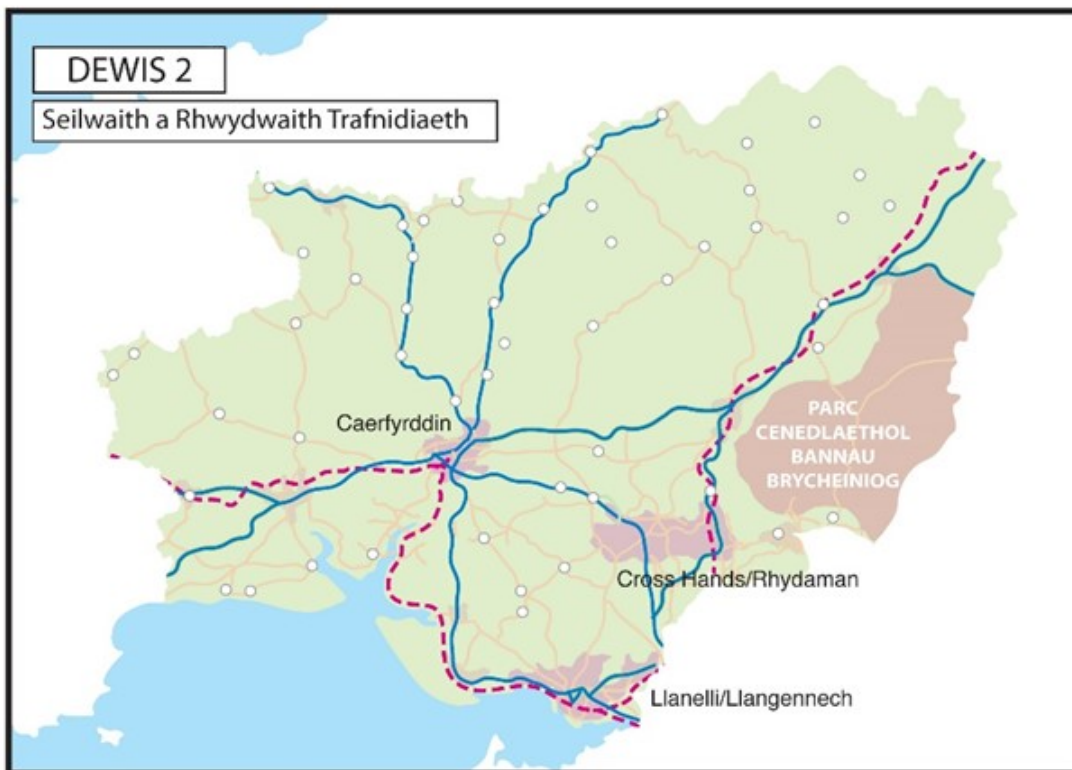 DEWIS 2
Seilwaith a Rhwydwaith Trafnidiaeth
Caerfyrddin
PARC
CENEDLAETHOL
BANNAU
BRYCHEINIOG
Cross Hands/Rhydaman
Llanelli/Llangennech